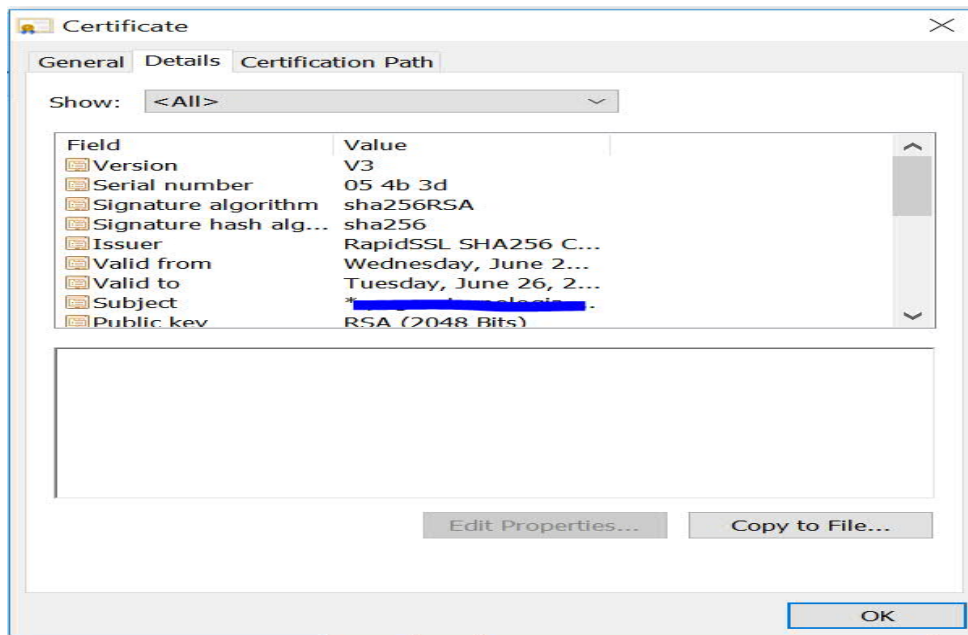 Certificate
General Details Certification Path
Show: <All>
Field Value
Version V3
Serial number 05 4b 3d
Signature algorithm sha256RSA
Signature hash alg... sha256
Issuer RapidSSL SHA256 C...
Valid from Wednesday, June 2...
Valid to Tuesday, June 26, 2...
Subject *
Public key RSA (2048 Bits)
Edit Properties... Copy to File...
OK